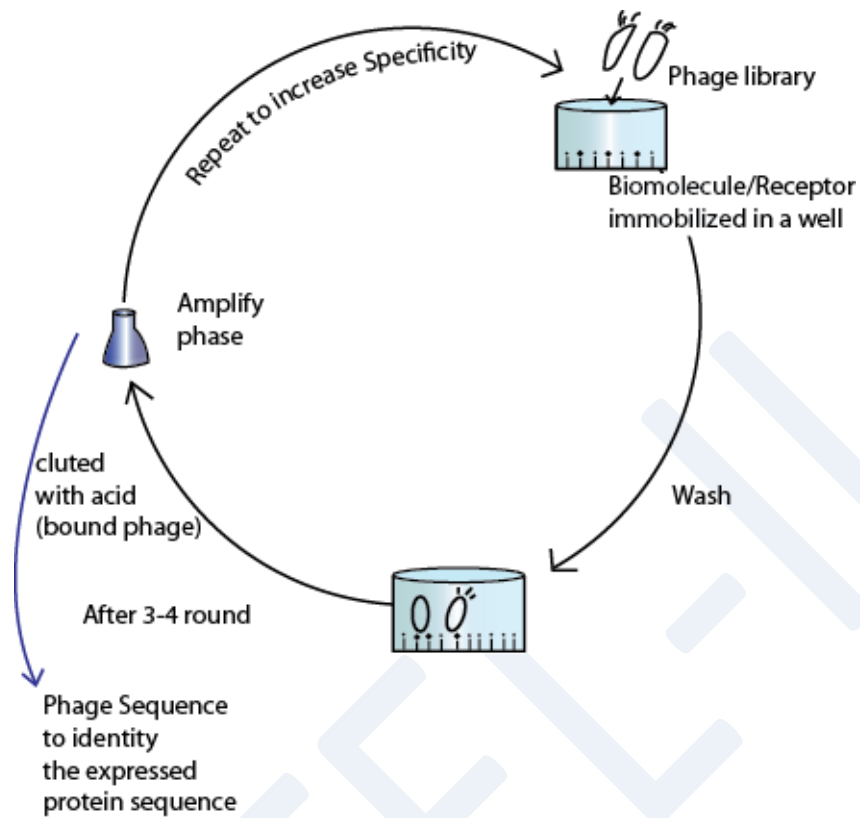 Repeat to increase Specificity
Phage library
Biomolecule/Receptor
immobilized in a well
Wash
Amplify
phase
cluted
with acid
(bound phage)
After 3-4 round
Phage Sequence
to identity
the expressed
protein sequence